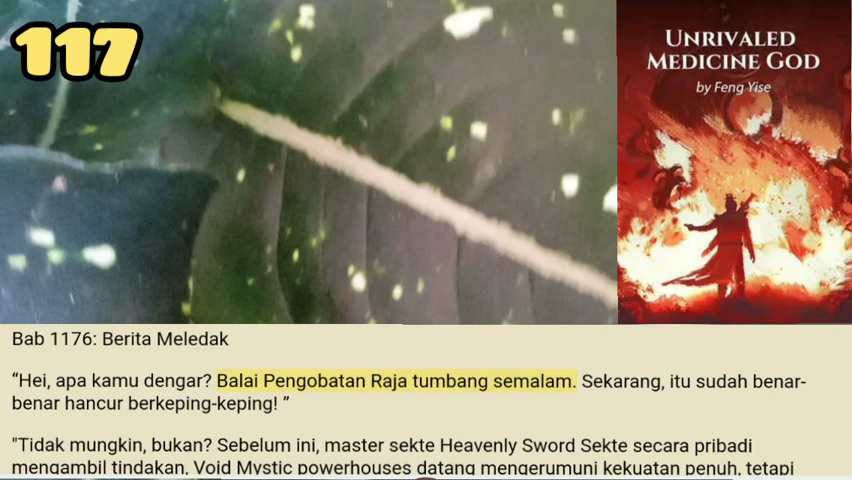 117
UNRIVALED
MEDICINE GOD
by Feng Yise
Bab 1176: Berita Meledak
“Hei, apa kamu dengar? Balai Pengobatan Raja tumbang semalam. Sekarang, itu sudah benar-
benar hancur berkeping-keping! ”
"Tidak mungkin, bukan? Sebelum ini, master sekte Heavenly Sword Sekte secara pribadi
mengambil tindakan, Void Mystic powerhouses datang mengerumuni kekuatan penuh, tetapi